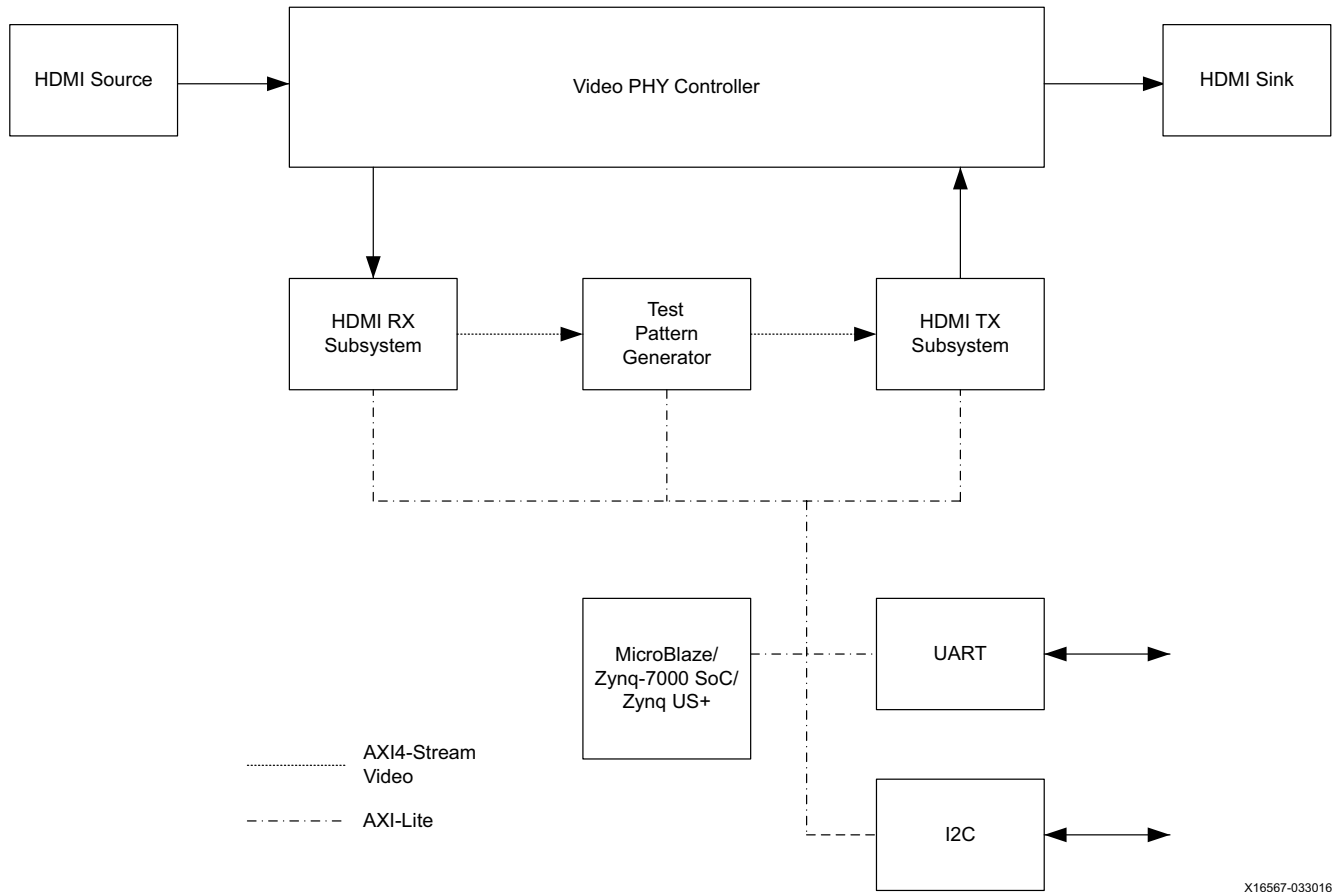 HDMI Source
Video PHY Controller
HDMI Sink
HDMI RX
Subsystem
Test
Pattern
Generator
HDMI TX
Subsystem
MicroBlaze/
Zynq-7000 SoC/
Zynq US+
UART
AXI4-Stream
Video
AXI-Lite
I2C
X16567-033016